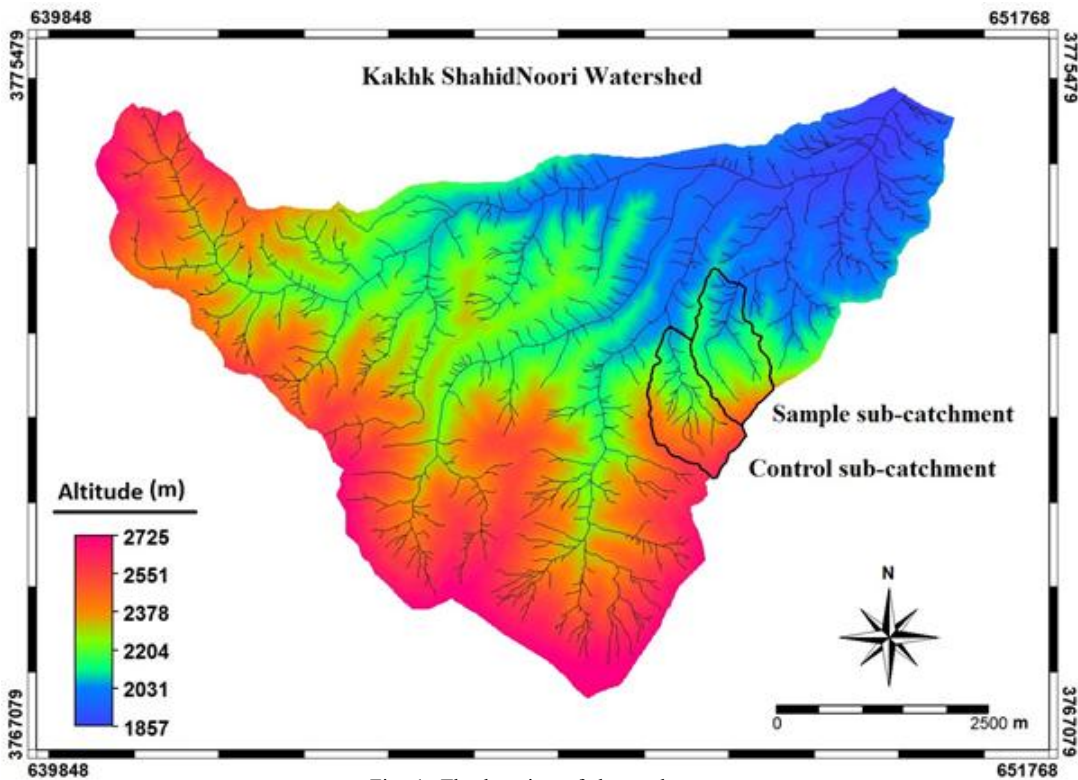 639848
651768
3775479
3775479
Kakhk ShahidNoori Watershed
Sample sub-catchment
Control sub-catchment
Altitude (m)
2725
2551
2378
2204
2031
1857
N
0
2500 m
3767079
3767079
639848
651768